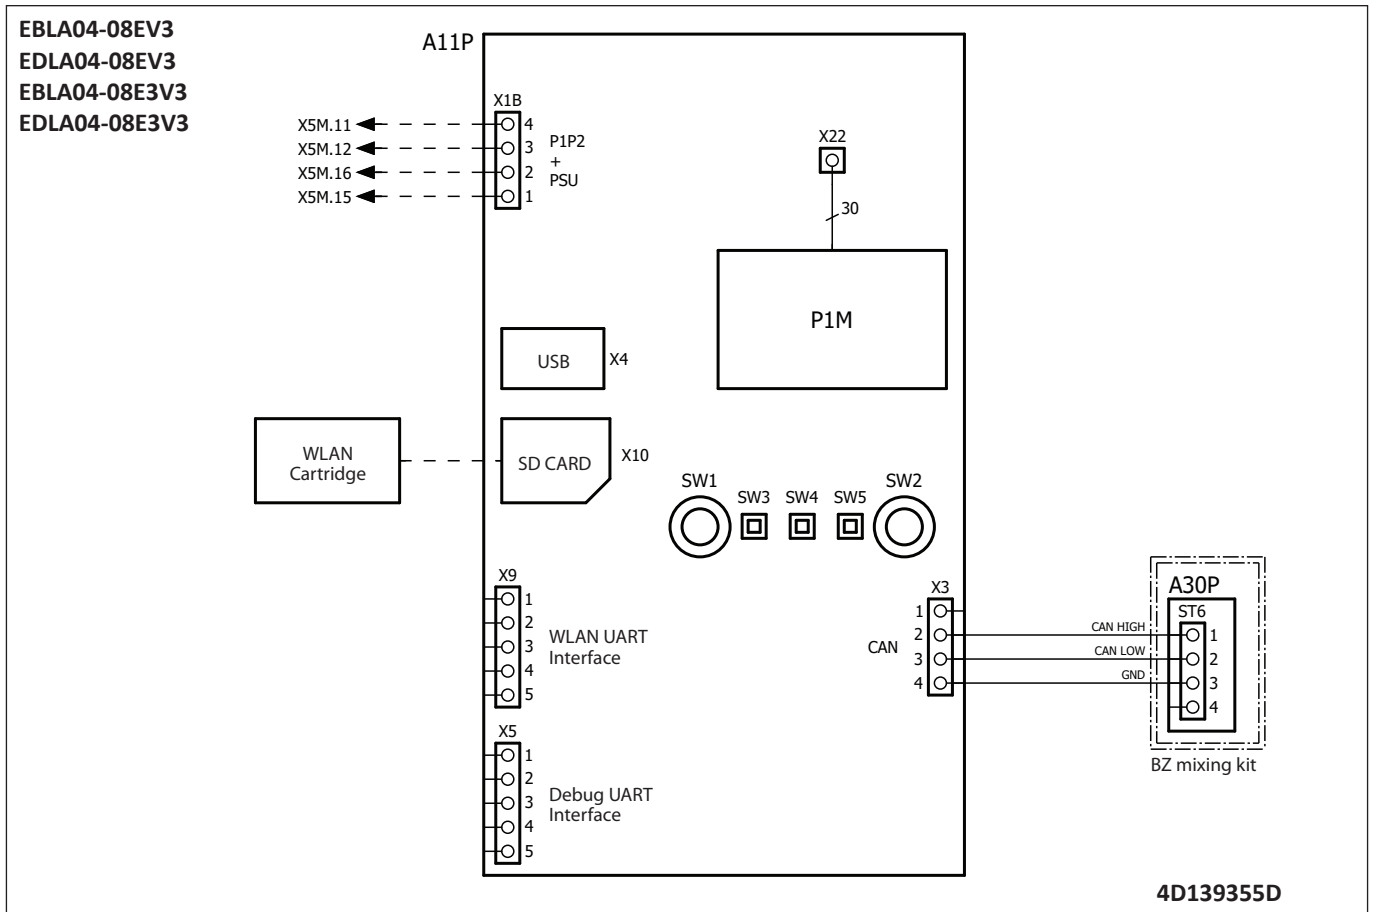 EBLA04-08EV3
EDLA04-08EV3
EBLA04-08E3V3
EDLA04-08E3V3
A11P
X1B
X5M.11
4
X5M.12
3
X5M.16
2
X5M.15
1
P1P2
+
PSU
X22
30
P1M
USB
X4
WLAN
Cartridge
SD CARD
X10
SW1
SW3
SW4
SW5
SW2
X9
1
2
3
4
5
WLAN UART
Interface
X3
1
2
3
4
CAN
CAN HIGH
CAN LOW
GND
A30P
ST6
1
2
3
4
BZ mixing kit
X5
1
2
3
4
5
Debug UART
Interface
4D139355D